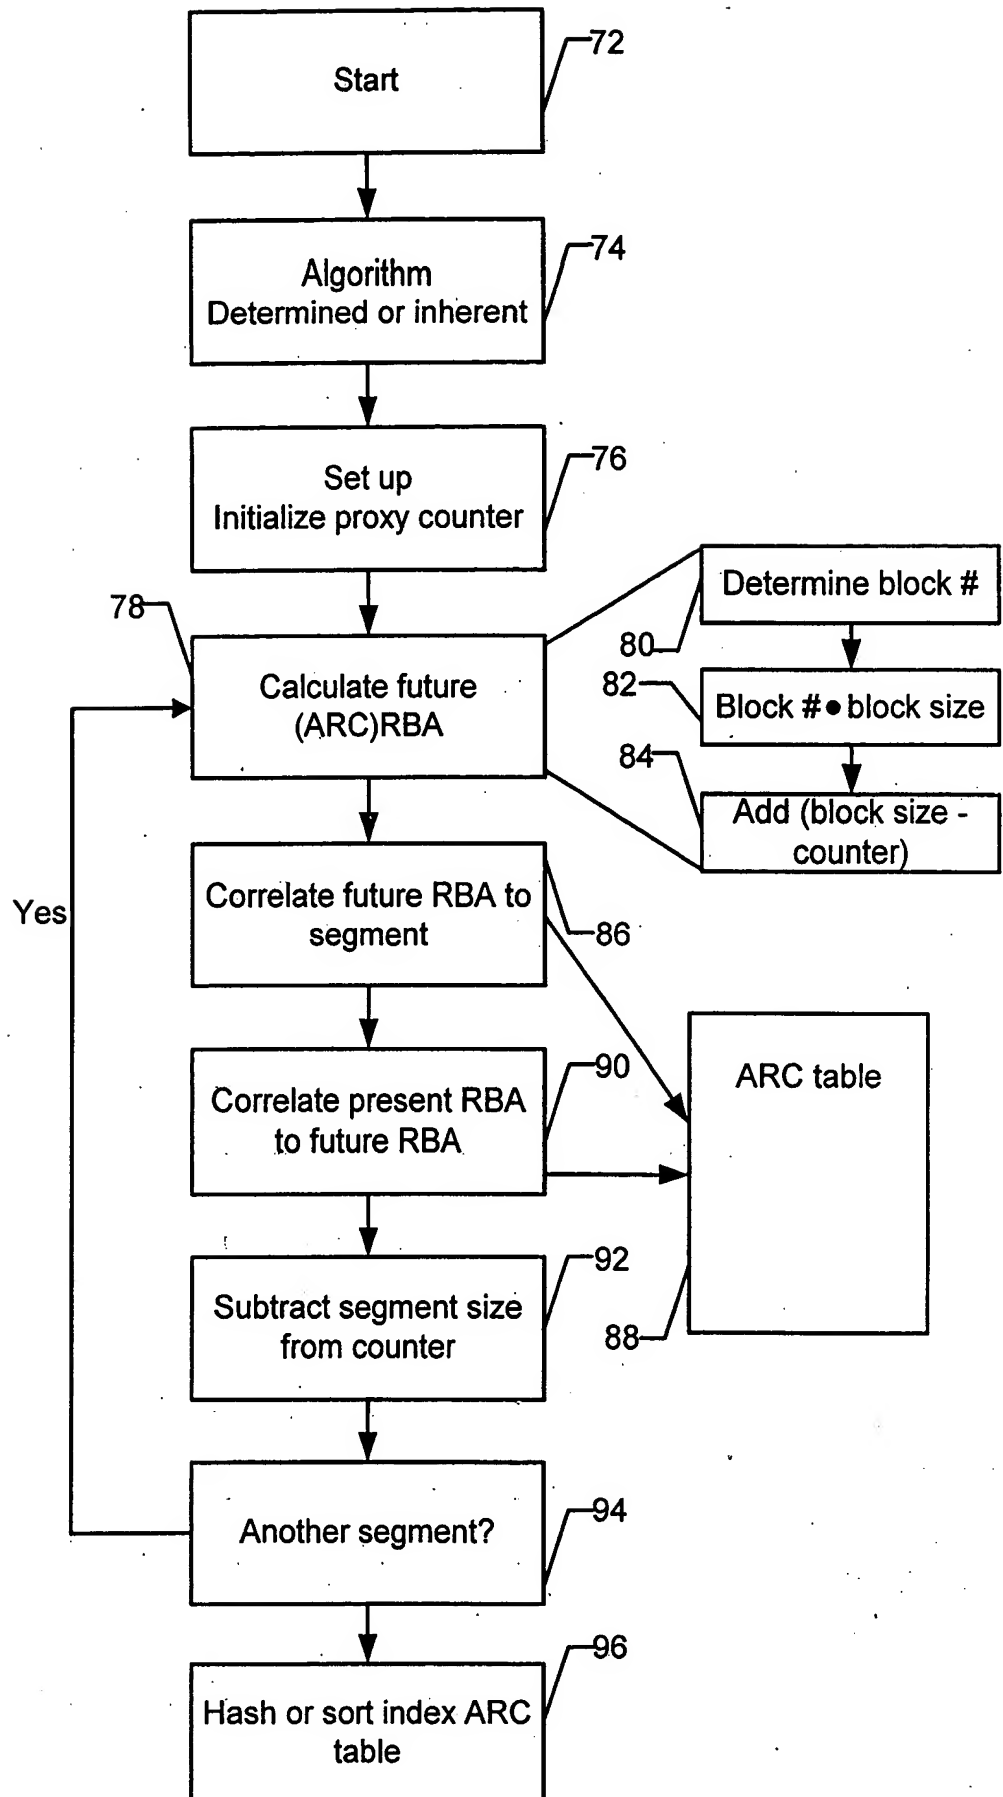 Start
72
Algorithm
Determined or inherent
74
Set up
Initialize proxy counter
76
78
Calculate future
(ARC)RBA
Determine block #
80
82
Block # ● block size
84
Add (block size -
counter)
Yes
Correlate future RBA to
segment
86
Correlate present RBA
to future RBA
90
ARC table
88
Subtract segment size
from counter
92
Another segment?
94
Hash or sort index ARC
table
96